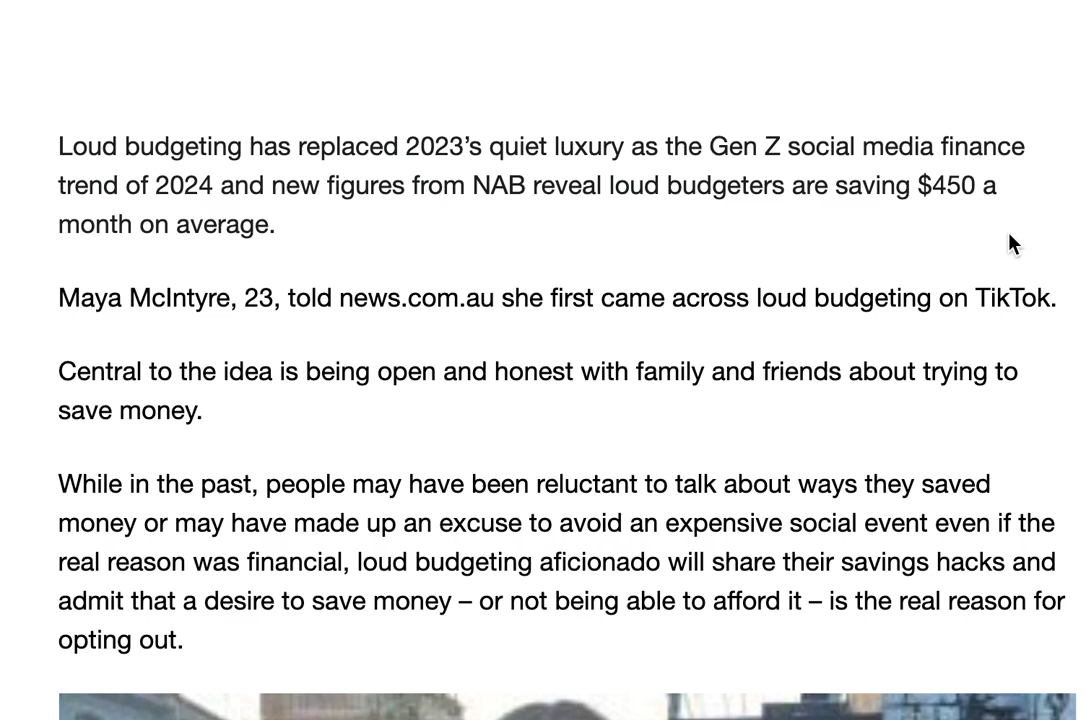 Loud budgeting has replaced 2023’s quiet luxury as the Gen Z social media finance
trend of 2024 and new figures from NAB reveal loud budgeters are saving $450 a
month on average.
Maya McIntyre, 23, told news.com.au she first came across loud budgeting on TikTok.
Central to the idea is being open and honest with family and friends about trying to
save money.
While in the past, people may have been reluctant to talk about ways they saved
money or may have made up an excuse to avoid an expensive social event even if the
real reason was financial, loud budgeting aficionado will share their savings hacks and
admit that a desire to save money – or not being able to afford it – is the real reason for
opting out.